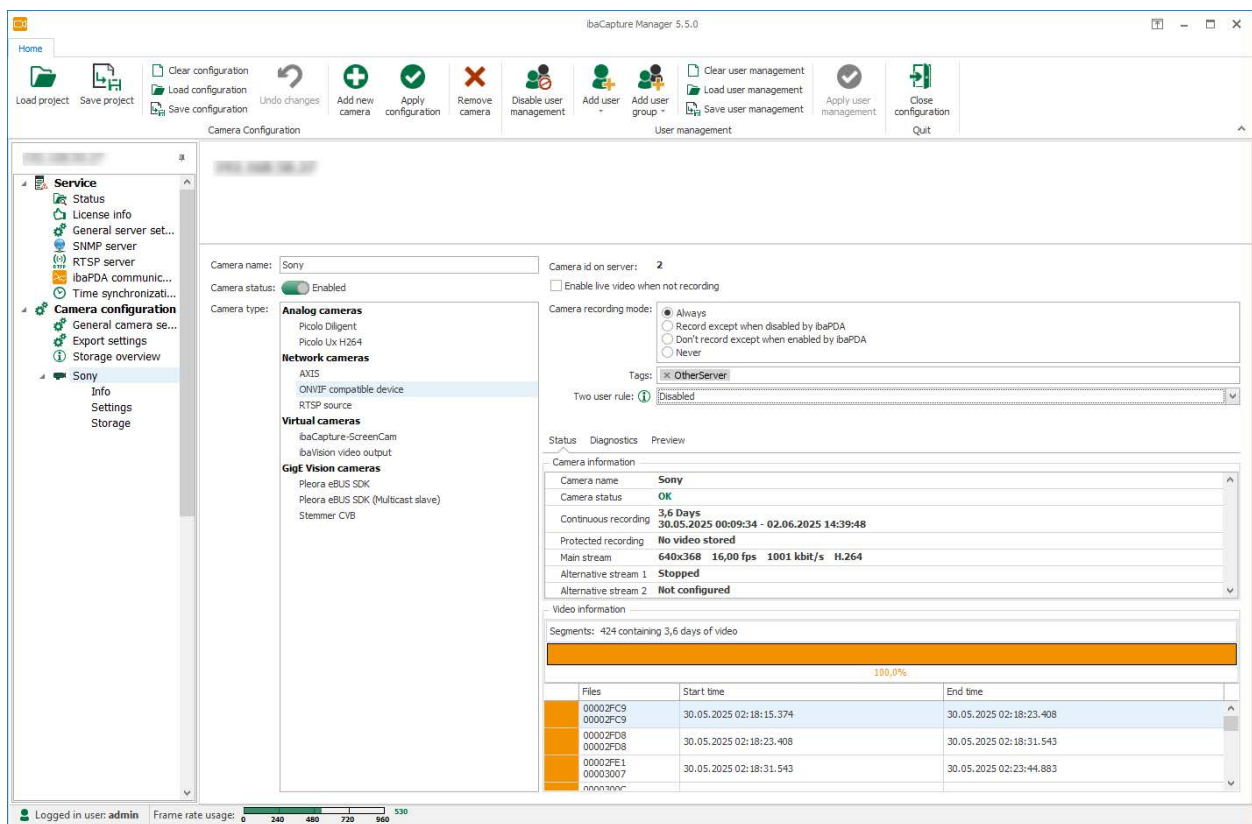 ibaCapture Manager 5.5.0
Home
Load project
Save project
Clear configuration
Load configuration
Save configuration
Undo changes
Add new
camera
Apply
configuration
Remove
camera
Camera Configuration
Disable user
management
Add user
Add user
group
Clear user management
Load user management
Save user management
Apply user
management
User management
Close
configuration
Quit
Service
Status
License info
General server set...
SNMP server
RTSP server
ibaPDA communic...
Time synchronizati...
Camera configuration
General camera se...
Export settings
Storage overview
Sony
Info
Settings
Storage
Camera name: Sony
Camera status: Enabled
Camera type:
Analog cameras
Picolo Diligent
Picolo Ux H264
Network cameras
AXIS
ONVIF compatible device
RTSP source
Virtual cameras
ibaCapture-ScreenCam
ibaVision video output
GigE Vision cameras
Pleora eBUS SDK
Pleora eBUS SDK (Multicast slave)
Stemmer CVB
Camera id on server: 2
Enable live video when not recording
Camera recording mode:
Always
Record except when disabled by ibaPDA
Don't record except when enabled by ibaPDA
Never
Tags: × OtherServer
Two user rule: Disabled
Status Diagnostics Preview
Camera information
Camera name Sony
Camera status OK
Continuous recording 3,6 Days
30.05.2025 00:09:34 - 02.06.2025 14:39:48
Protected recording No video stored
Main stream 640x368 16,00 fps 1001 kbit/s H.264
Alternative stream 1 Stopped
Alternative stream 2 Not configured
Video information
Segments: 424 containing 3,6 days of video
100,0%
Files Start time End time
00002FC9
00002FC9 30.05.2025 02:18:15.374 30.05.2025 02:18:23.408
00002FD8
00002FD8 30.05.2025 02:18:23.408 30.05.2025 02:18:31.543
00002FE1
00003007 30.05.2025 02:18:31.543 30.05.2025 02:23:44.883
0000300C
Logged in user: admin Frame rate usage: 0 240 480 720 960 530